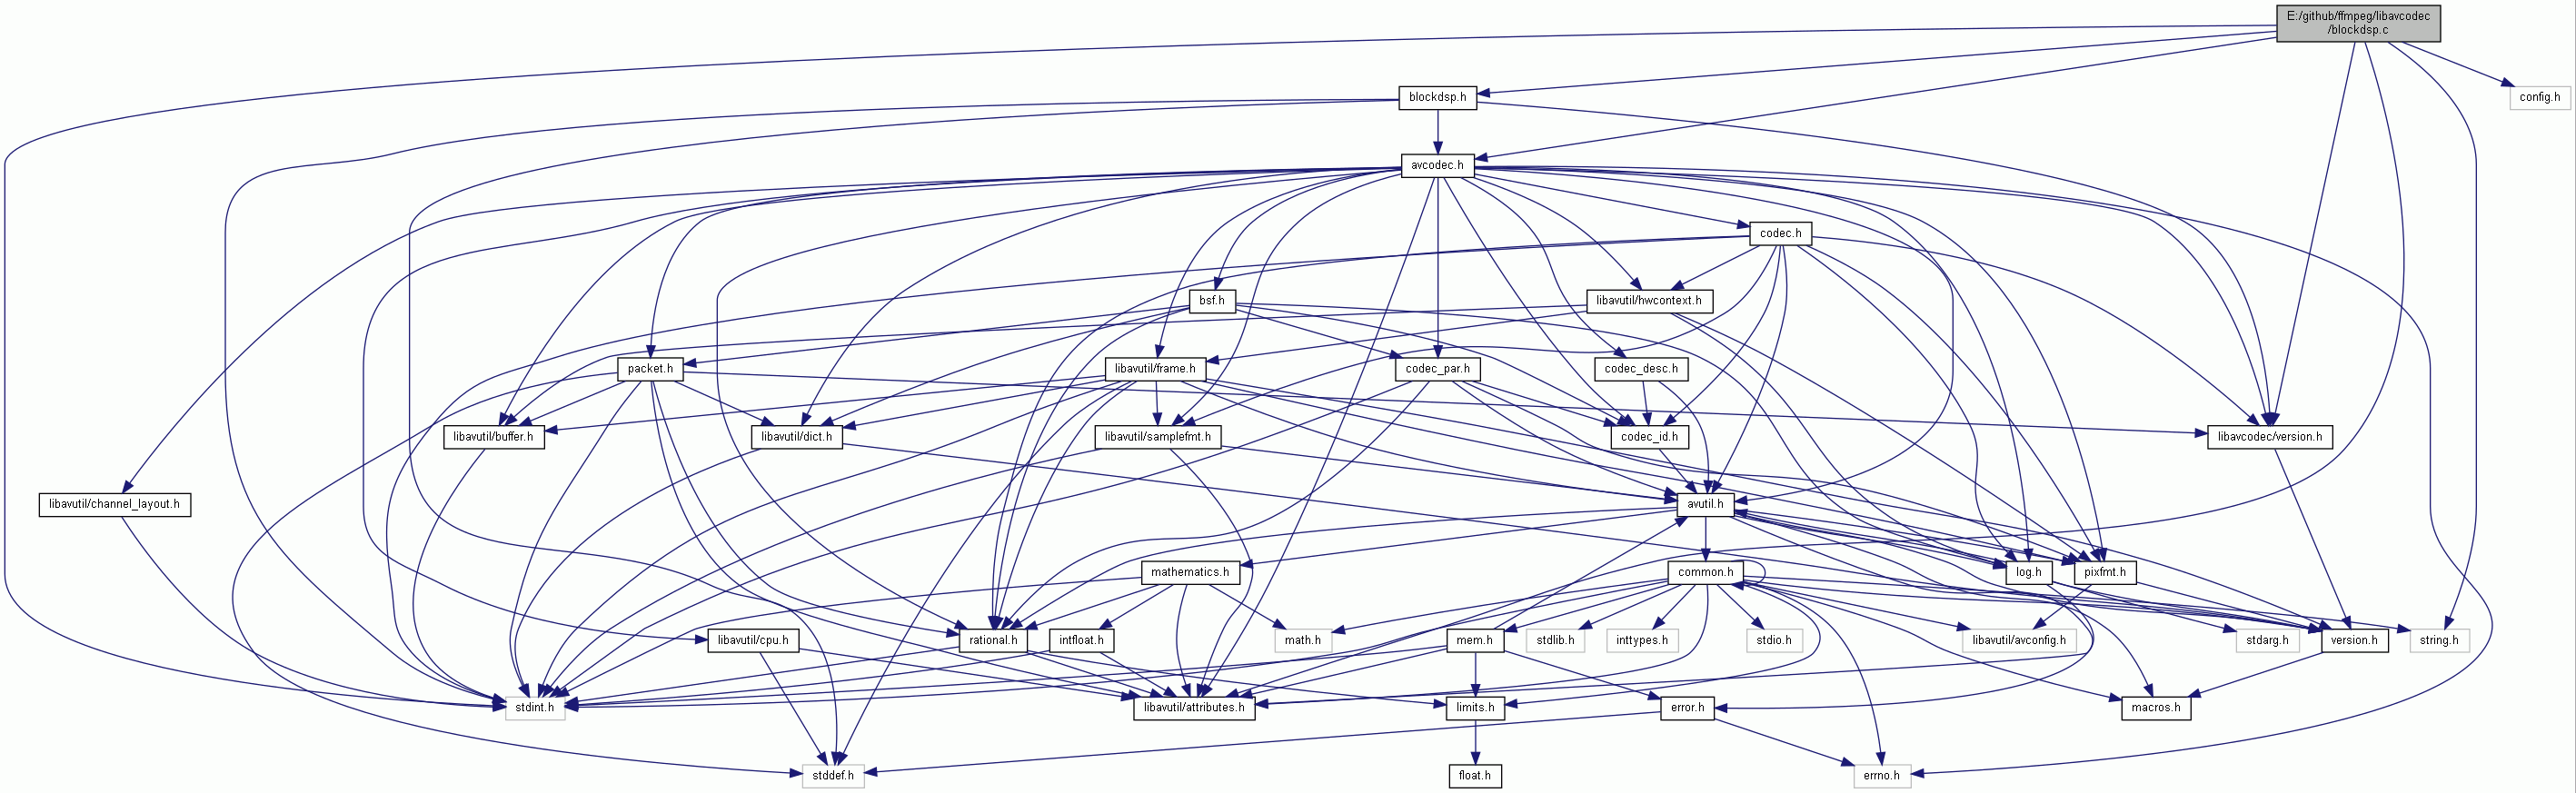 E:/github/ffmpeg/libavcodec
/blockdsp.c
blockdsp.h
config.h
avcodec.h
codec.h
bsf.h
libavutil/hwcontext.h
packet.h
libavutil/frame.h
codec_par.h
codec_desc.h
libavutil/buffer.h
libavutil/dict.h
libavutil/samplefmt.h
codec_id.h
libavcodec/version.h
libavutil/channel_layout.h
avutil.h
mathematics.h
common.h
log.h
pixfmt.h
libavutil/cpu.h
rational.h
intfloat.h
math.h
mem.h
stdlib.h
inttypes.h
stdio.h
libavutil/avconfig.h
stdarg.h
version.h
string.h
stdint.h
libavutil/attributes.h
limits.h
error.h
macros.h
stddef.h
float.h
errno.h